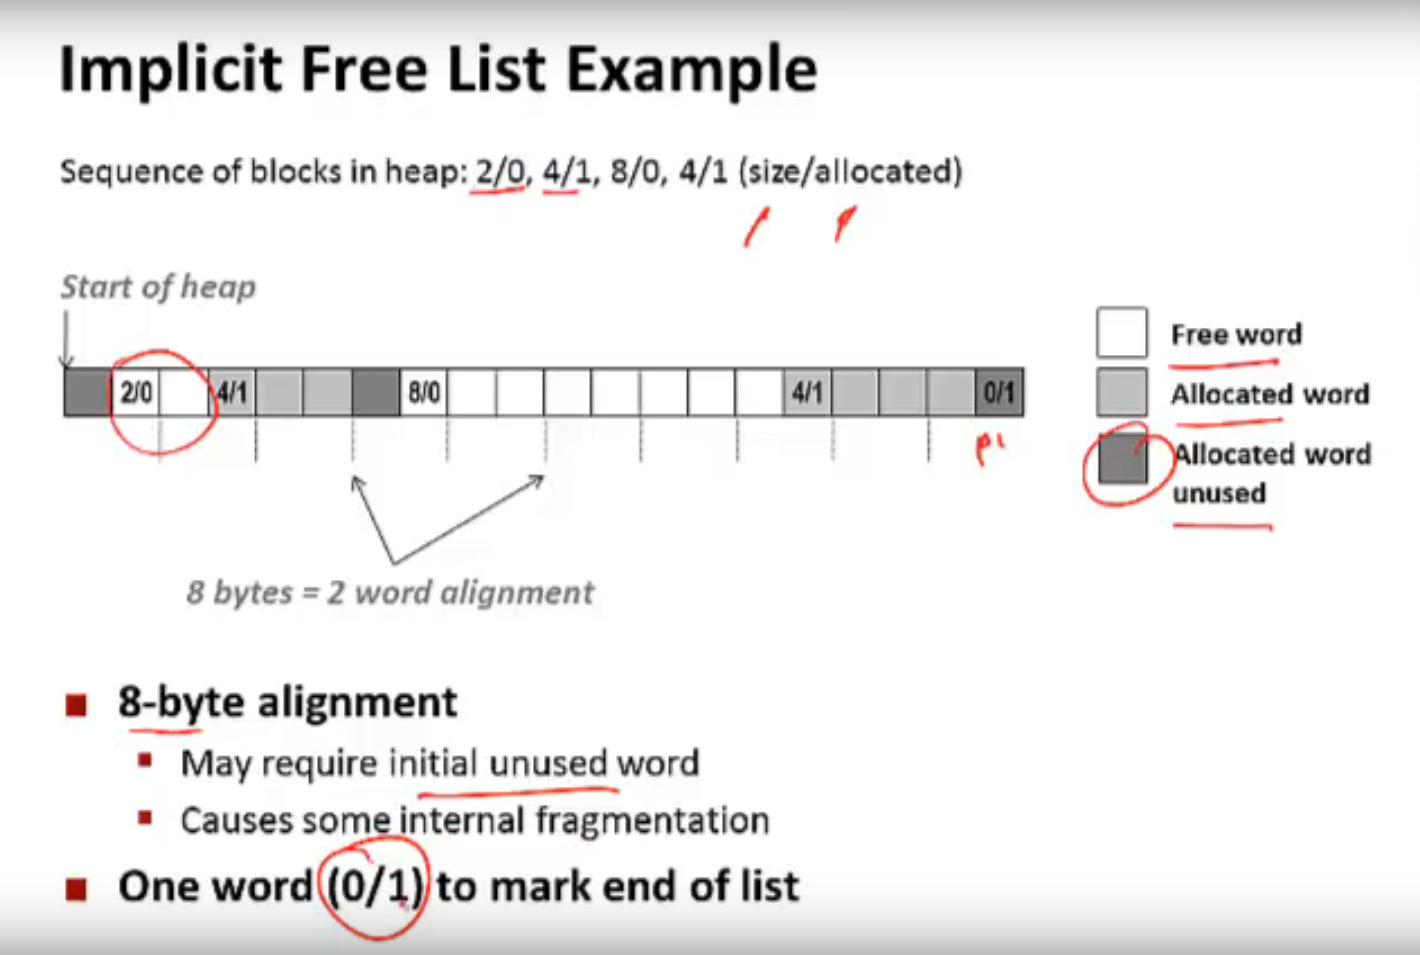 Implicit Free List Example
Sequence of blocks in heap: 2/0, 4/1, 8/0, 4/1 (size/allocated)
Start of heap
2/0 4/1 8/0 4/1 0/1
Free word
Allocated word
Allocated word
unused
8 bytes = 2 word alignment
8-byte alignment
May require initial unused word
Causes some internal fragmentation
One word (0/1) to mark end of list